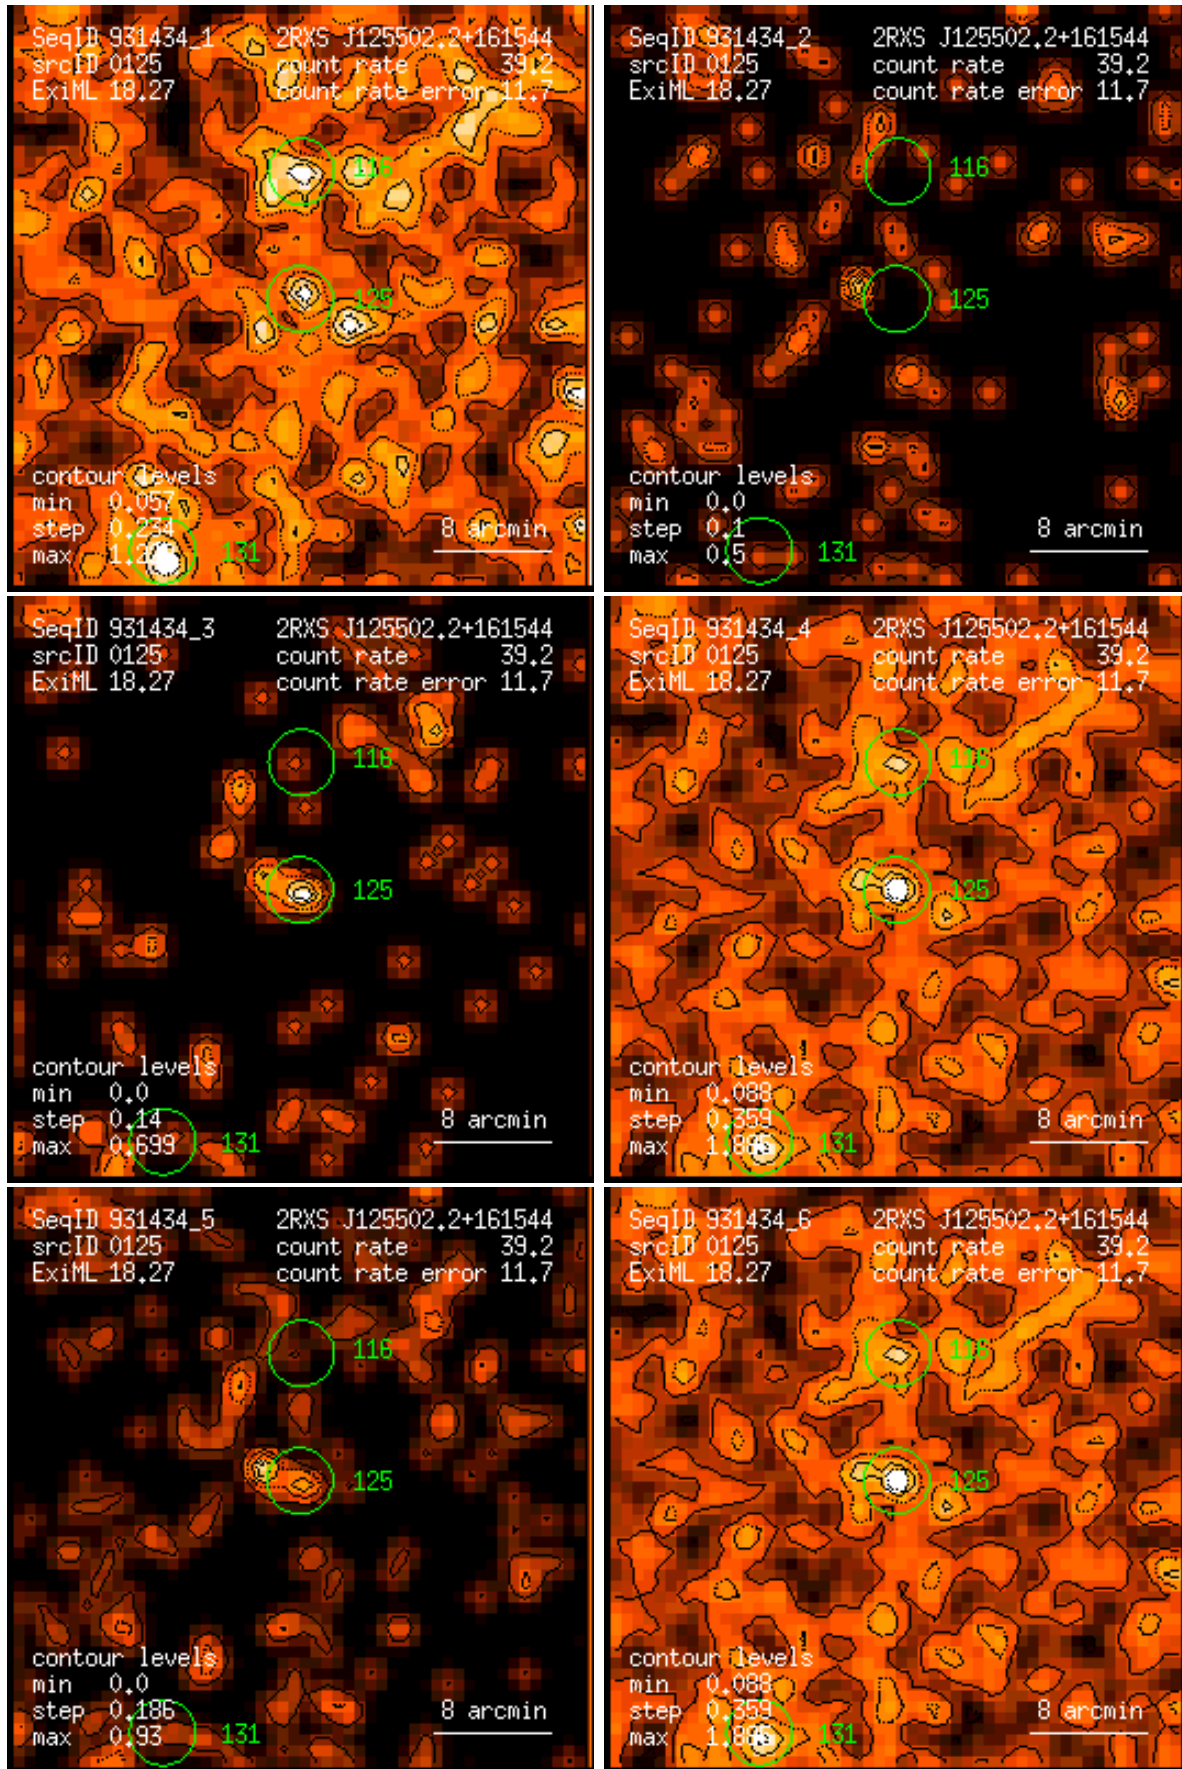 SeqID 931434_1 2RXS J125502.2+161544
srcID 0125 count rate 39.2
ExiML 18.27 count rate error 11.7
116
125
contour levels
min 0.057
step 0.234
max 8 arcmin
131
SeqID 931434_2 2RXS J125502.2+161544
srcID 0125 count rate 39.2
ExiML 18.27 count rate error 11.7
116
125
contour levels
min 0.0
step 0.1 8 arcmin
max 0.5 131
SeqID 931434_3 2RXS J125502.2+161544
srcID 0125 count rate 39.2
ExiML 18.27 count rate error 11.7
116
125
contour levels
min 0.0
step 0.14 8 arcmin
max 0.699 131
SeqID 931434_4 2RXS J125502.2+161544
srcID 0125 count rate 39.2
ExiML 18.27 count rate error 11.7
116
125
contour levels
min 0.088
step 0.359 8 arcmin
max 131
SeqID 931434_5 2RXS J125502.2+161544
srcID 0125 count rate 39.2
ExiML 18.27 count rate error 11.7
116
125
contour levels
min 0.0
step 0.186 8 arcmin
max 0.93 131
SeqID 931434_6 2RXS J125502.2+161544
srcID 0125 count rate 39.2
ExiML 18.27 count rate error 11.7
116
125
contour levels
min 0.088
step 0.359 8 arcmin
max 131